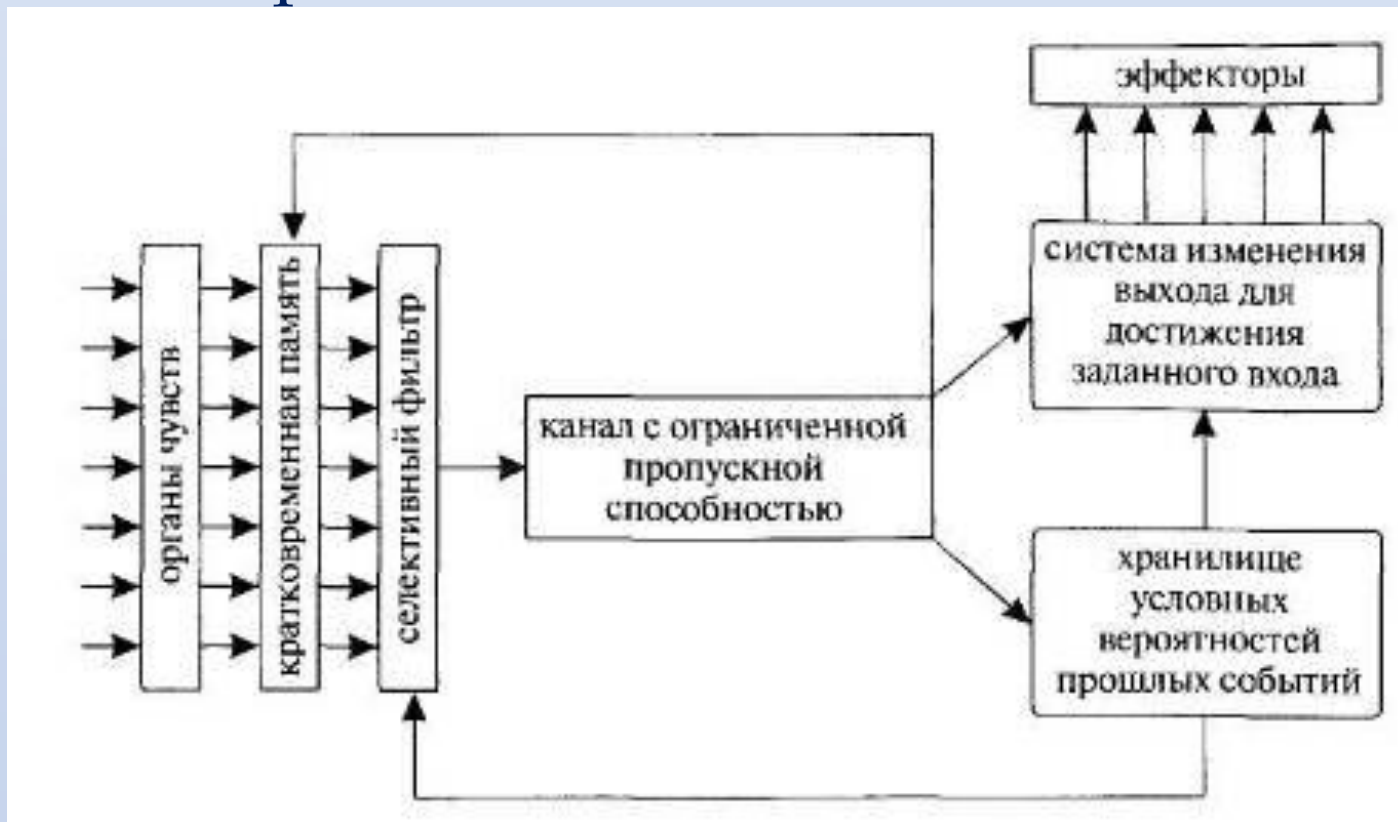 органы чувств
кратковременная память
селективный фильтр
канал с ограниченной
пропускной
способностью
эффекторы
система изменения
выхода для
достижения
заданного входа
хранилище
условных
вероятностей
прошлых событий